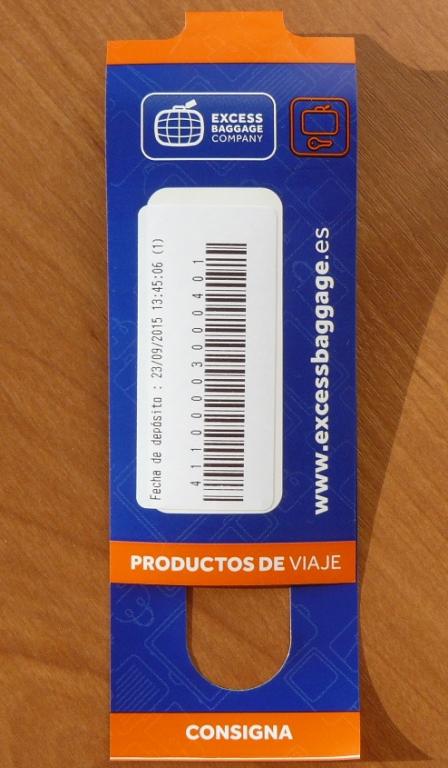 EXCESS
BAGGAGE
COMPANY
Fecha de depósito : 23/09/2015 13:45:06 (1)
4110000030000401
www.excessbaggage.es
PRODUCTOS DE VIAJE
CONSIGNA